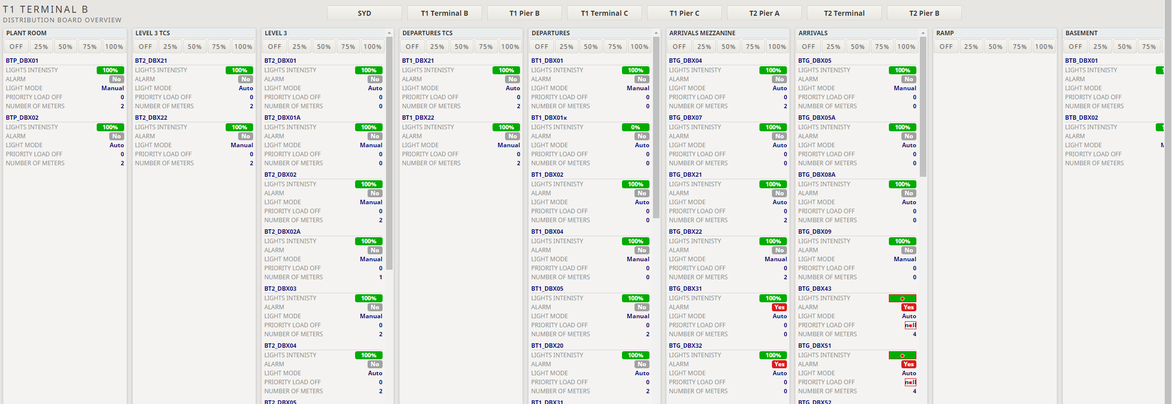 T1 TERMINAL B
DISTRIBUTION BOARD OVERVIEW
SYD
T1 Terminal B
T1 Pier B
T1 Terminal C
T1 Pier C
T2 Pier A
T2 Terminal
T2 Pier B
PLANT ROOM
OFF 25% 50% 75% 100%
BTP_DBX01
LIGHTS INTENISTY 100%
ALARM No
LIGHT MODE Manual
PRIORITY LOAD OFF 0
NUMBER OF METERS 2
BTP_DBX02
LIGHTS INTENSITY 100%
ALARM No
LIGHT MODE Auto
PRIORITY LOAD OFF 0
NUMBER OF METERS 2
LEVEL 3 TCS
OFF 25% 50% 75% 100%
BT2_DBX21
LIGHTS INTENSITY 100%
ALARM No
LIGHT MODE Auto
PRIORITY LOAD OFF 0
NUMBER OF METERS 2
BT2_DBX22
LIGHTS INTENSITY 100%
ALARM No
LIGHT MODE Manual
PRIORITY LOAD OFF 0
NUMBER OF METERS 2
LEVEL 3
OFF 25% 50% 75% 100%
BT2_DBX01
LIGHTS INTENSITY 100%
ALARM No
LIGHT MODE Auto
PRIORITY LOAD OFF 0
NUMBER OF METERS 0
BT2_DBX01A
LIGHTS INTENSITY 100%
ALARM No
LIGHT MODE Manual
PRIORITY LOAD OFF 0
NUMBER OF METERS 0
BT2_DBX02
LIGHTS INTENSITY 100%
ALARM No
LIGHT MODE Manual
PRIORITY LOAD OFF 0
NUMBER OF METERS 2
BT2_DBX02A
LIGHTS INTENSITY 100%
ALARM No
LIGHT MODE Manual
PRIORITY LOAD OFF 0
NUMBER OF METERS 1
BT2_DBX03
LIGHTS INTENSITY 100%
ALARM No
LIGHT MODE Manual
PRIORITY LOAD OFF 0
NUMBER OF METERS 2
BT2_DBX04
LIGHTS INTENSITY 100%
ALARM No
LIGHT MODE Auto
PRIORITY LOAD OFF 0
NUMBER OF METERS 2
BT2_DBX05
DEPARTURES TCS
OFF 25% 50% 75% 100%
BT1_DBX21
LIGHTS INTENSITY 100%
ALARM No
LIGHT MODE Auto
PRIORITY LOAD OFF 0
NUMBER OF METERS 2
BT1_DBX22
LIGHTS INTENSITY 100%
ALARM No
LIGHT MODE Manual
PRIORITY LOAD OFF 0
NUMBER OF METERS 2
DEPARTURES
OFF 25% 50% 75% 100%
BT1_DBX01
LIGHTS INTENSITY 100%
ALARM No
LIGHT MODE Manual
PRIORITY LOAD OFF 0
NUMBER OF METERS 0
BT1_DBX01x
LIGHTS INTENSITY 0%
ALARM No
LIGHT MODE Auto
PRIORITY LOAD OFF 0
NUMBER OF METERS 0
BT1_DBX02
LIGHTS INTENSITY 100%
ALARM No
LIGHT MODE Auto
PRIORITY LOAD OFF 0
NUMBER OF METERS 0
BT1_DBX04
LIGHTS INTENSITY 100%
ALARM No
LIGHT MODE Manual
PRIORITY LOAD OFF 0
NUMBER OF METERS 0
BT1_DBX05
LIGHTS INTENSITY 100%
ALARM No
LIGHT MODE Manual
PRIORITY LOAD OFF 0
NUMBER OF METERS 2
BT1_DBX20
LIGHTS INTENSITY 100%
ALARM No
LIGHT MODE Auto
PRIORITY LOAD OFF 0
NUMBER OF METERS 2
BT1_DBX31
ARRIVALS MEZZANINE
OFF 25% 50% 75% 100%
BTG_DBX04
LIGHTS INTENSITY 100%
ALARM No
LIGHT MODE Auto
PRIORITY LOAD OFF 0
NUMBER OF METERS 2
BTG_DBX07
LIGHTS INTENSITY 100%
ALARM No
LIGHT MODE Auto
PRIORITY LOAD OFF 0
NUMBER OF METERS 0
BTG_DBX21
LIGHTS INTENSITY 100%
ALARM No
LIGHT MODE Auto
PRIORITY LOAD OFF 0
NUMBER OF METERS 2
BTG_DBX22
LIGHTS INTENSITY 100%
ALARM No
LIGHT MODE Manual
PRIORITY LOAD OFF 0
NUMBER OF METERS 2
BTG_DBX31
LIGHTS INTENSITY 100%
ALARM Yes
LIGHT MODE Auto
PRIORITY LOAD OFF 0
NUMBER OF METERS 0
BTG_DBX32
LIGHTS INTENSITY 100%
ALARM Yes
LIGHT MODE Auto
PRIORITY LOAD OFF 0
NUMBER OF METERS 0
ARRIVALS
OFF 25% 50% 75% 100%
BTG_DBX05
LIGHTS INTENSITY 100%
ALARM No
LIGHT MODE Manual
PRIORITY LOAD OFF 0
NUMBER OF METERS 0
BTG_DBX05A
LIGHTS INTENSITY 100%
ALARM No
LIGHT MODE Manual
PRIORITY LOAD OFF 0
NUMBER OF METERS 0
BTG_DBX08A
LIGHTS INTENSITY 100%
ALARM No
LIGHT MODE Auto
PRIORITY LOAD OFF 0
NUMBER OF METERS 0
BTG_DBX09
LIGHTS INTENSITY 100%
ALARM No
LIGHT MODE Manual
PRIORITY LOAD OFF 0
NUMBER OF METERS 0
BTG_DBX43
LIGHTS INTENSITY
ALARM Yes
LIGHT MODE Auto
PRIORITY LOAD OFF
NUMBER OF METERS 4
BTG_DBX51
LIGHTS INTENSITY
ALARM Yes
LIGHT MODE Auto
PRIORITY LOAD OFF
NUMBER OF METERS 4
BTG_DBX52
RAMP
OFF 25% 50% 75% 100%
BASEMENT
OFF 25% 50% 75%
BTB_DBX01
LIGHTS INTENSITY
ALARM
LIGHT MODE
PRIORITY LOAD OFF
NUMBER OF METERS
BTB_DBX02
LIGHTS INTENSITY
ALARM
LIGHT MODE
PRIORITY LOAD OFF
NUMBER OF METERS